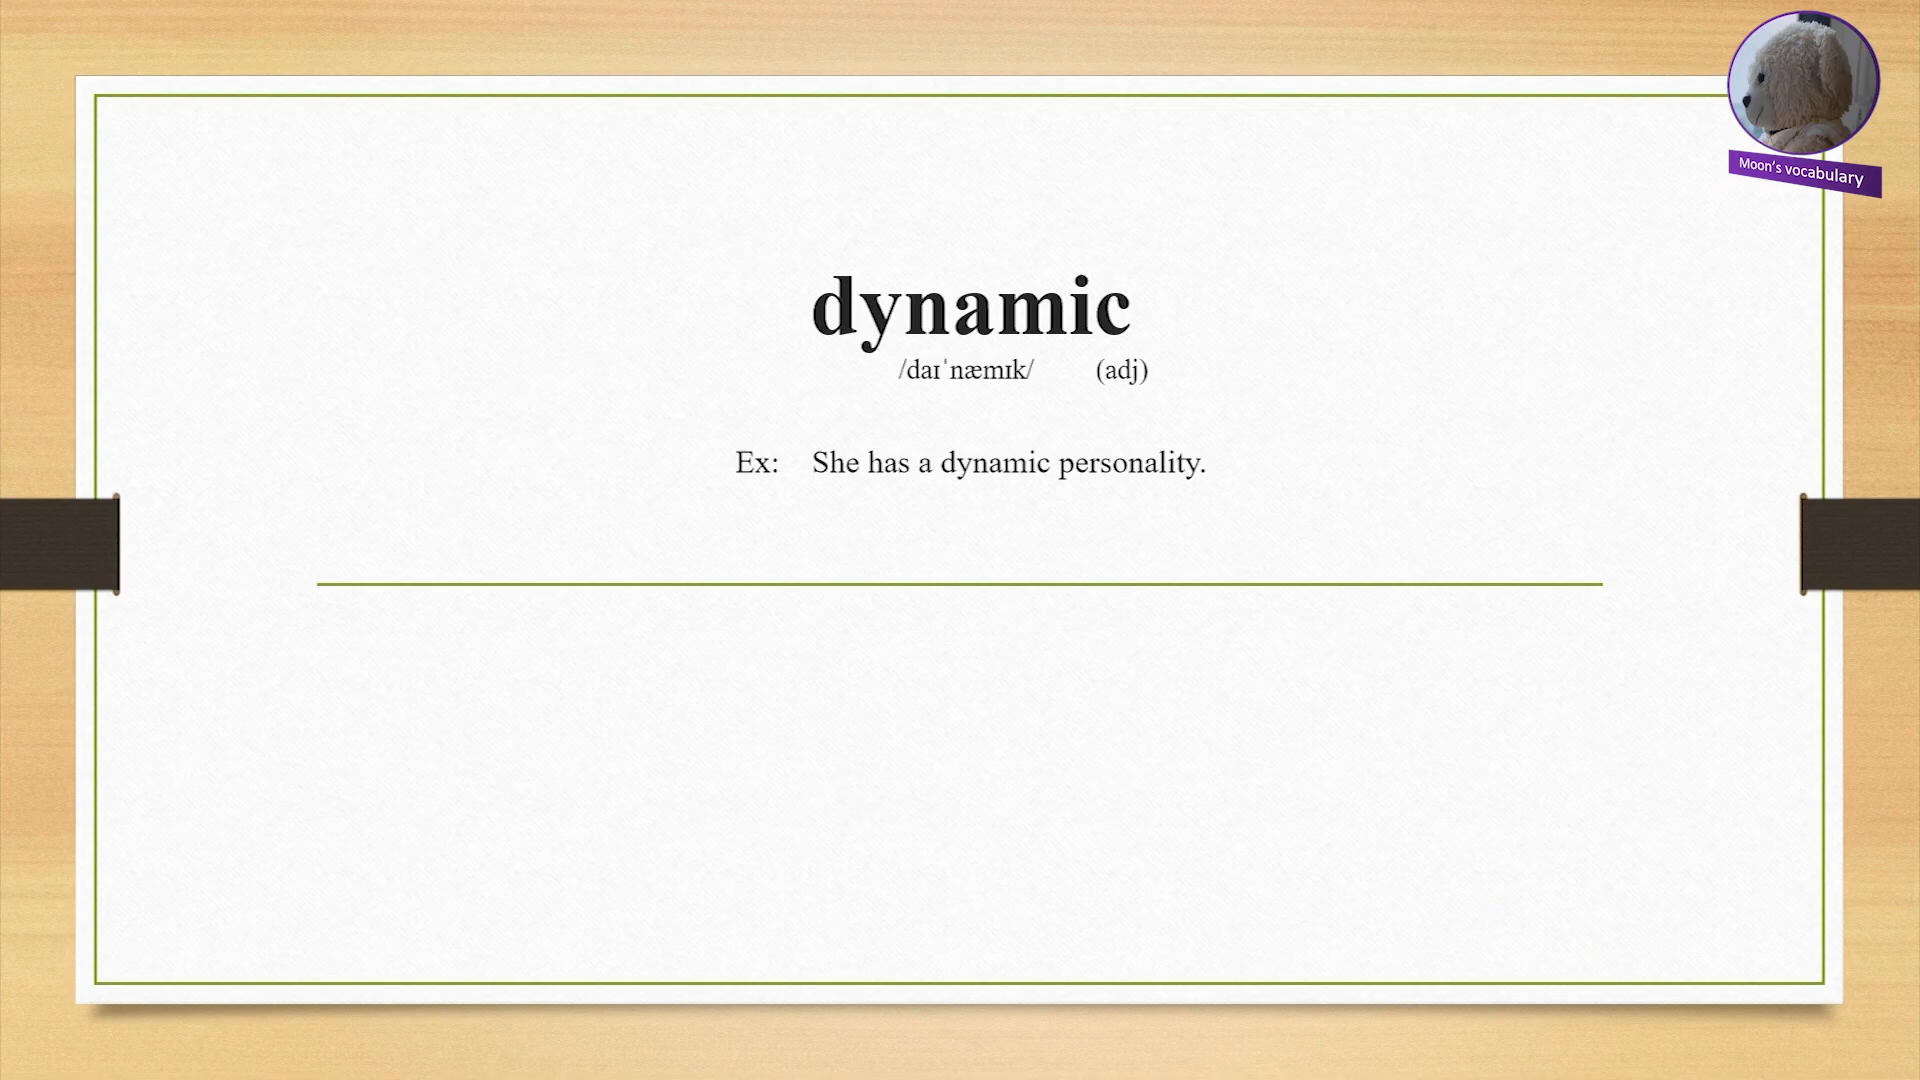 Moon's vocabulary
dynamic
/daɪˈnæmɪk/ (adj)
Ex: She has a dynamic personality.